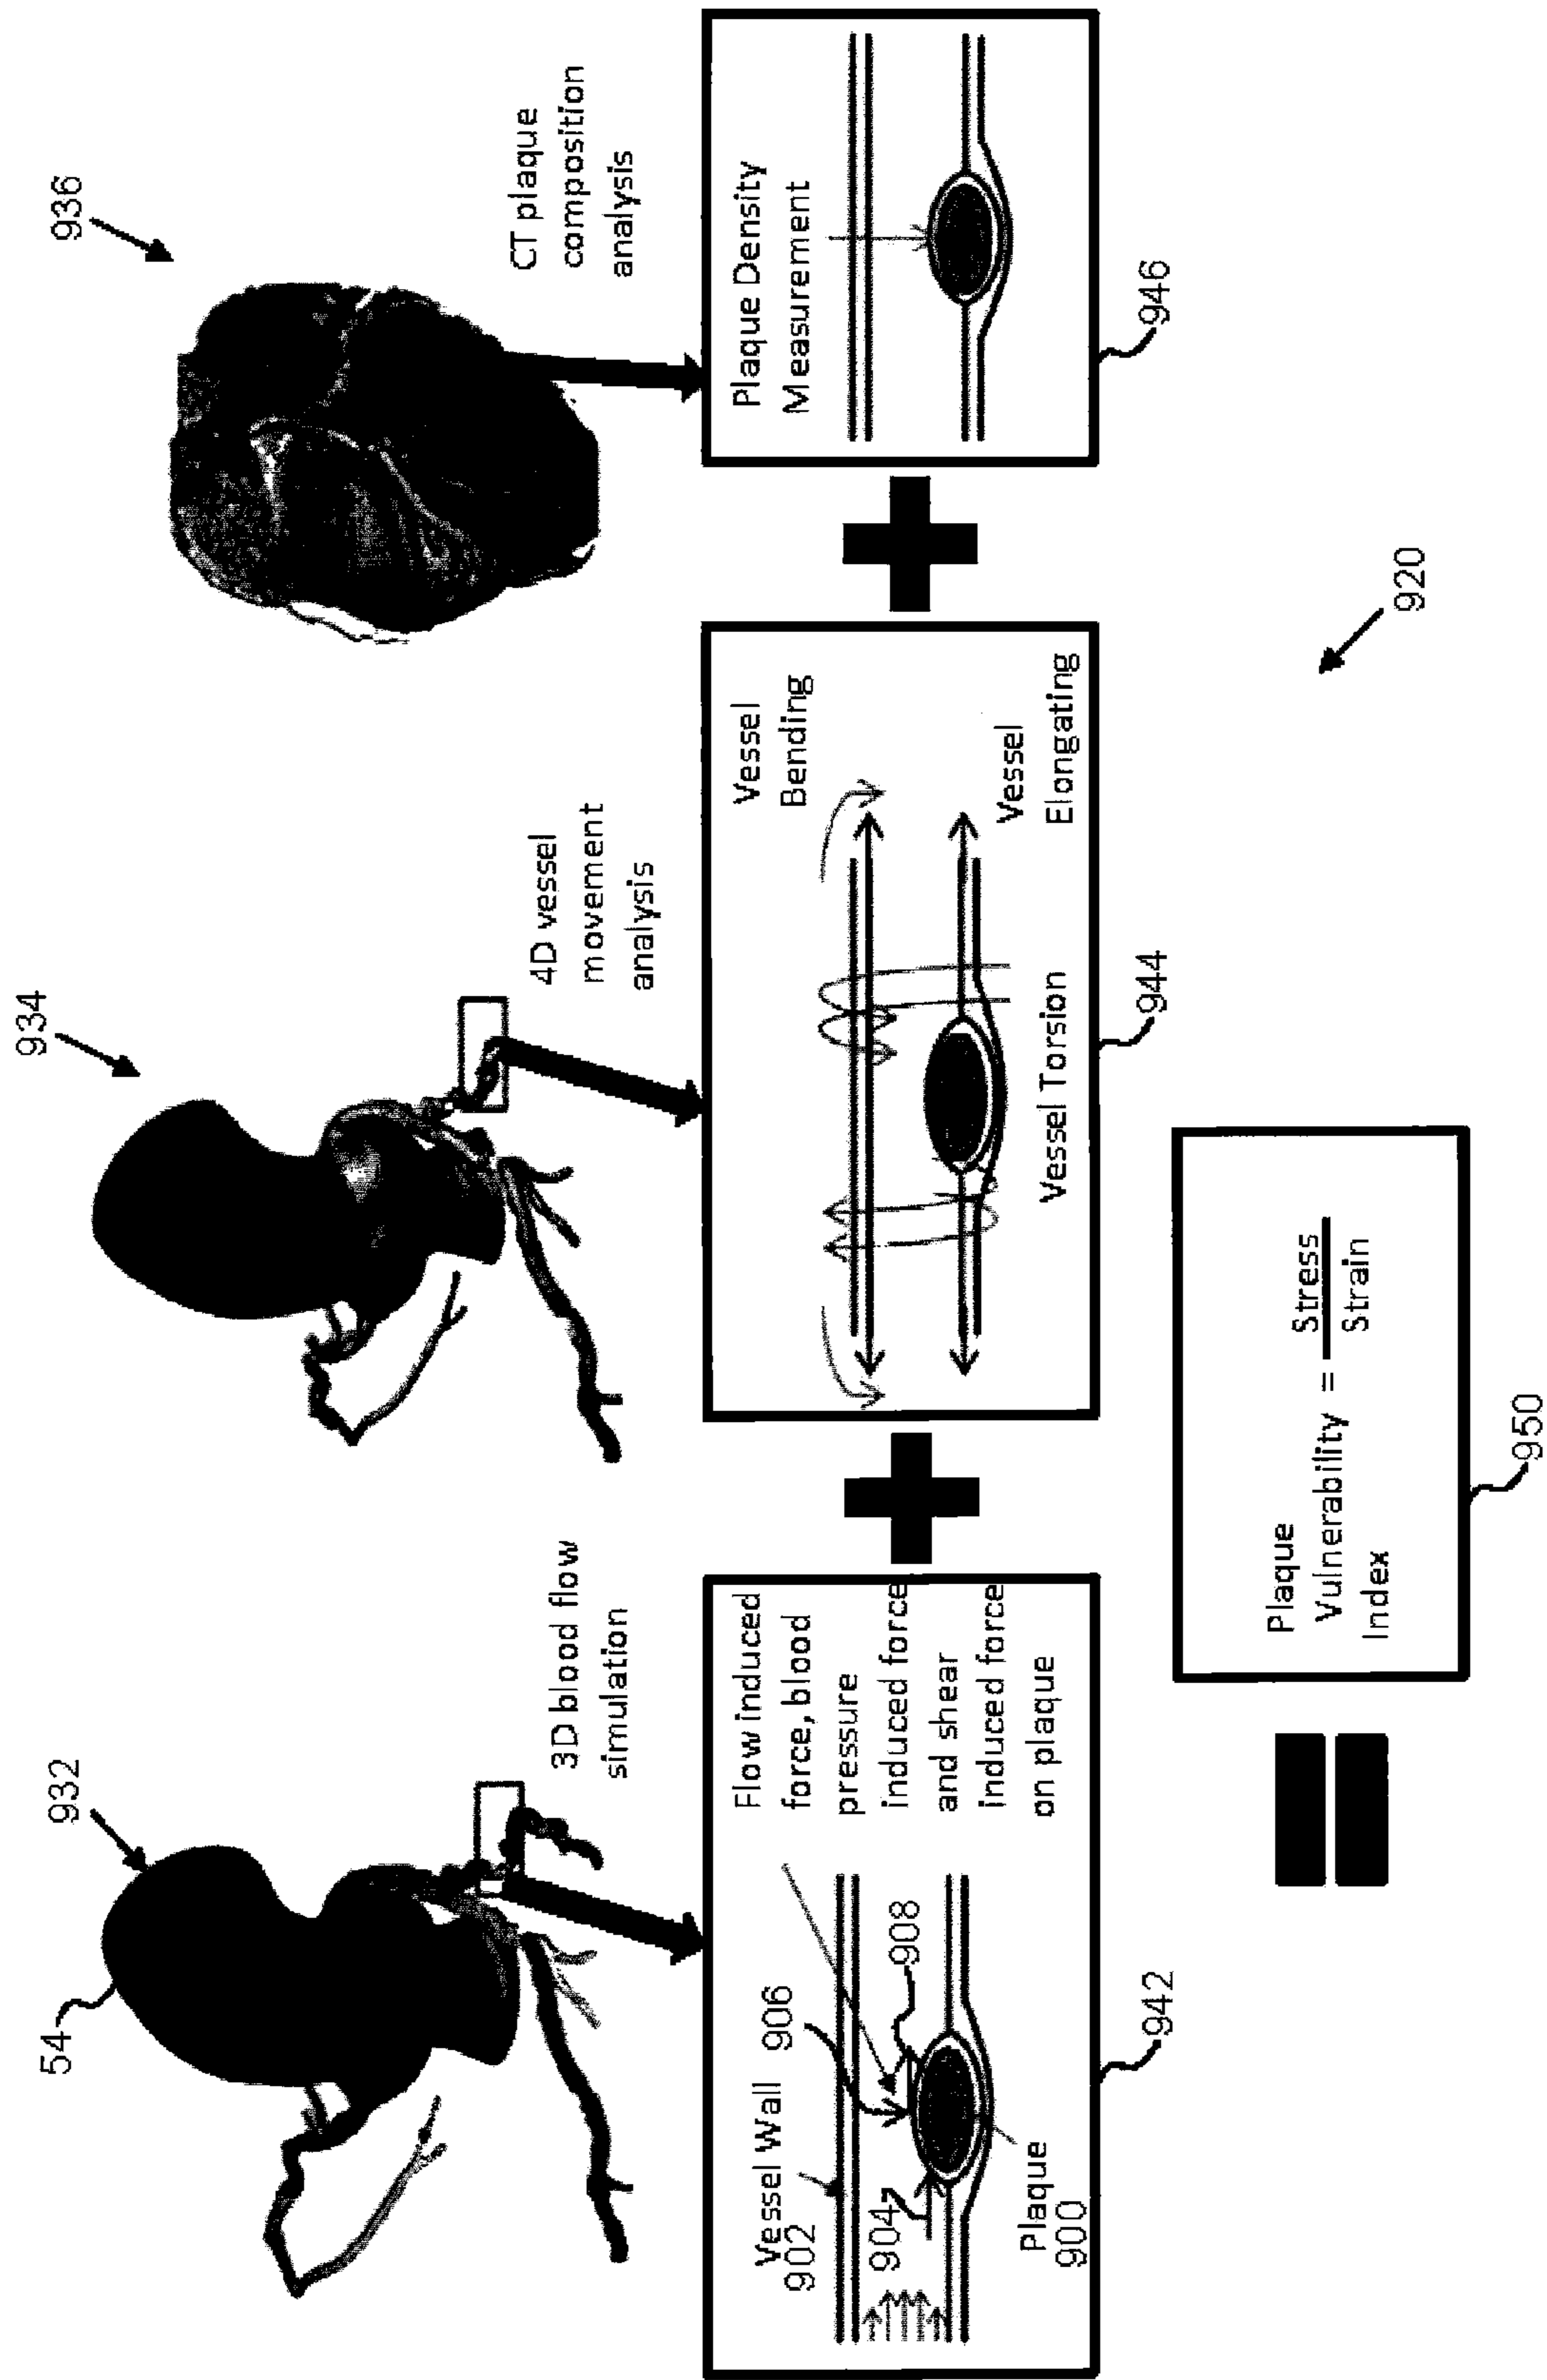 54
932
3D blood flow
simulation
934
4D vessel
movement
analysis
936
CT plaque
composition
analysis
Vessel Wall
902
906
904
908
Plaque
900
Flow induced
force, blood
pressure
induced force
and shear
induced force
on plaque
942
Vessel
Bending
Vessel Torsion
Vessel
Elongating
944
Plaque Density
Measurement
946
920
Plaque
Vulnerability = Stress
Index
Strain
950